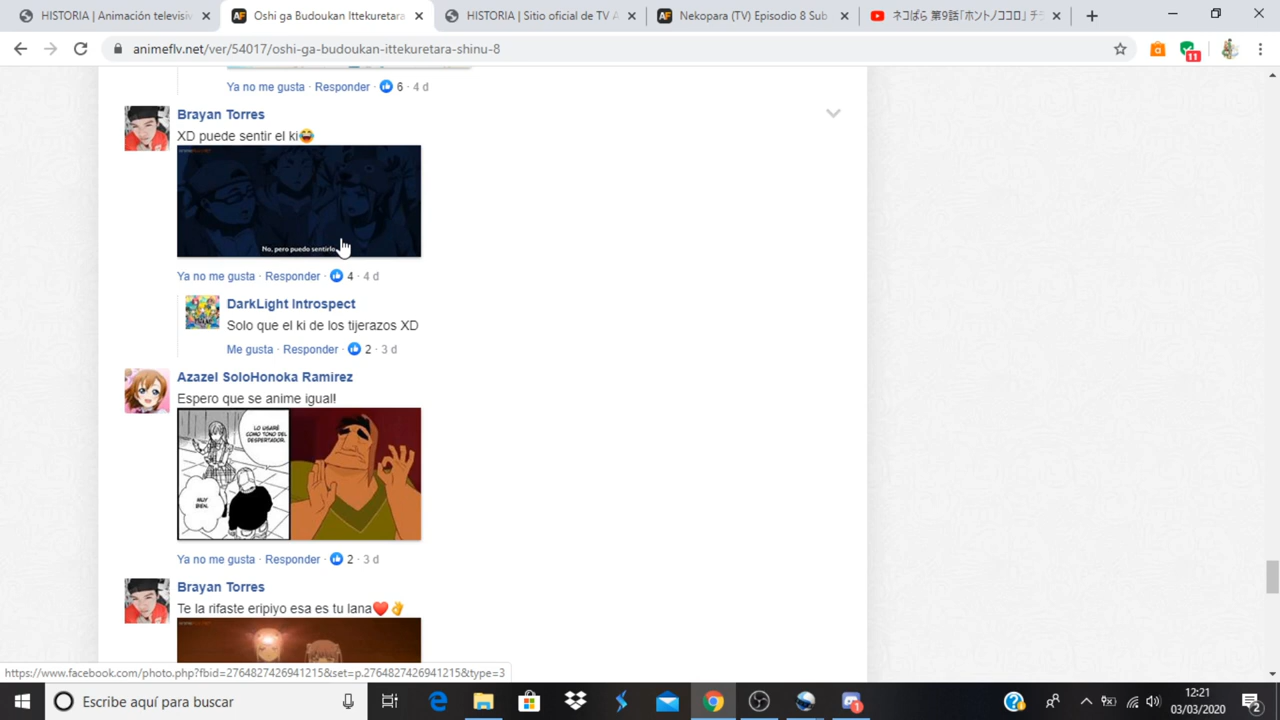 HISTORIA | Animación televisi
Oshi ga Budoukan Ittekuretara
HISTORIA | Sitio oficial de TV A
Nekopara (TV) Episodio 8 Sub
ネコぱら 第9話「ホントノココロ」 チラ
animeflv.net/ver/54017/oshi-ga-budoukan-ittekuretara-shinu-8
11
Ya no me gusta · Responder · 6 · 4 d
Brayan Torres
XD puede sentir el ki😂
No, pero puedo sentirlo
Ya no me gusta · Responder · 4 · 4 d
DarkLight Introspect
Solo que el ki de los tijerazos XD
Me gusta · Responder · 2 · 3 d
Azazel SoloHonoka Ramirez
Espero que se anime igual!
LO USARÉ
COMO TONO DEL
DESPERTADOR.
MUY
BIEN.
Ya no me gusta · Responder · 2 · 3 d
Brayan Torres
Te la rifaste eripiyo esa es tu lana❤️👌
https://www.facebook.com/photo.php?fbid=2764827426941215&set=p.2764827426941215&type=3
Escribe aquí para buscar
1
12:21
03/03/2020
2